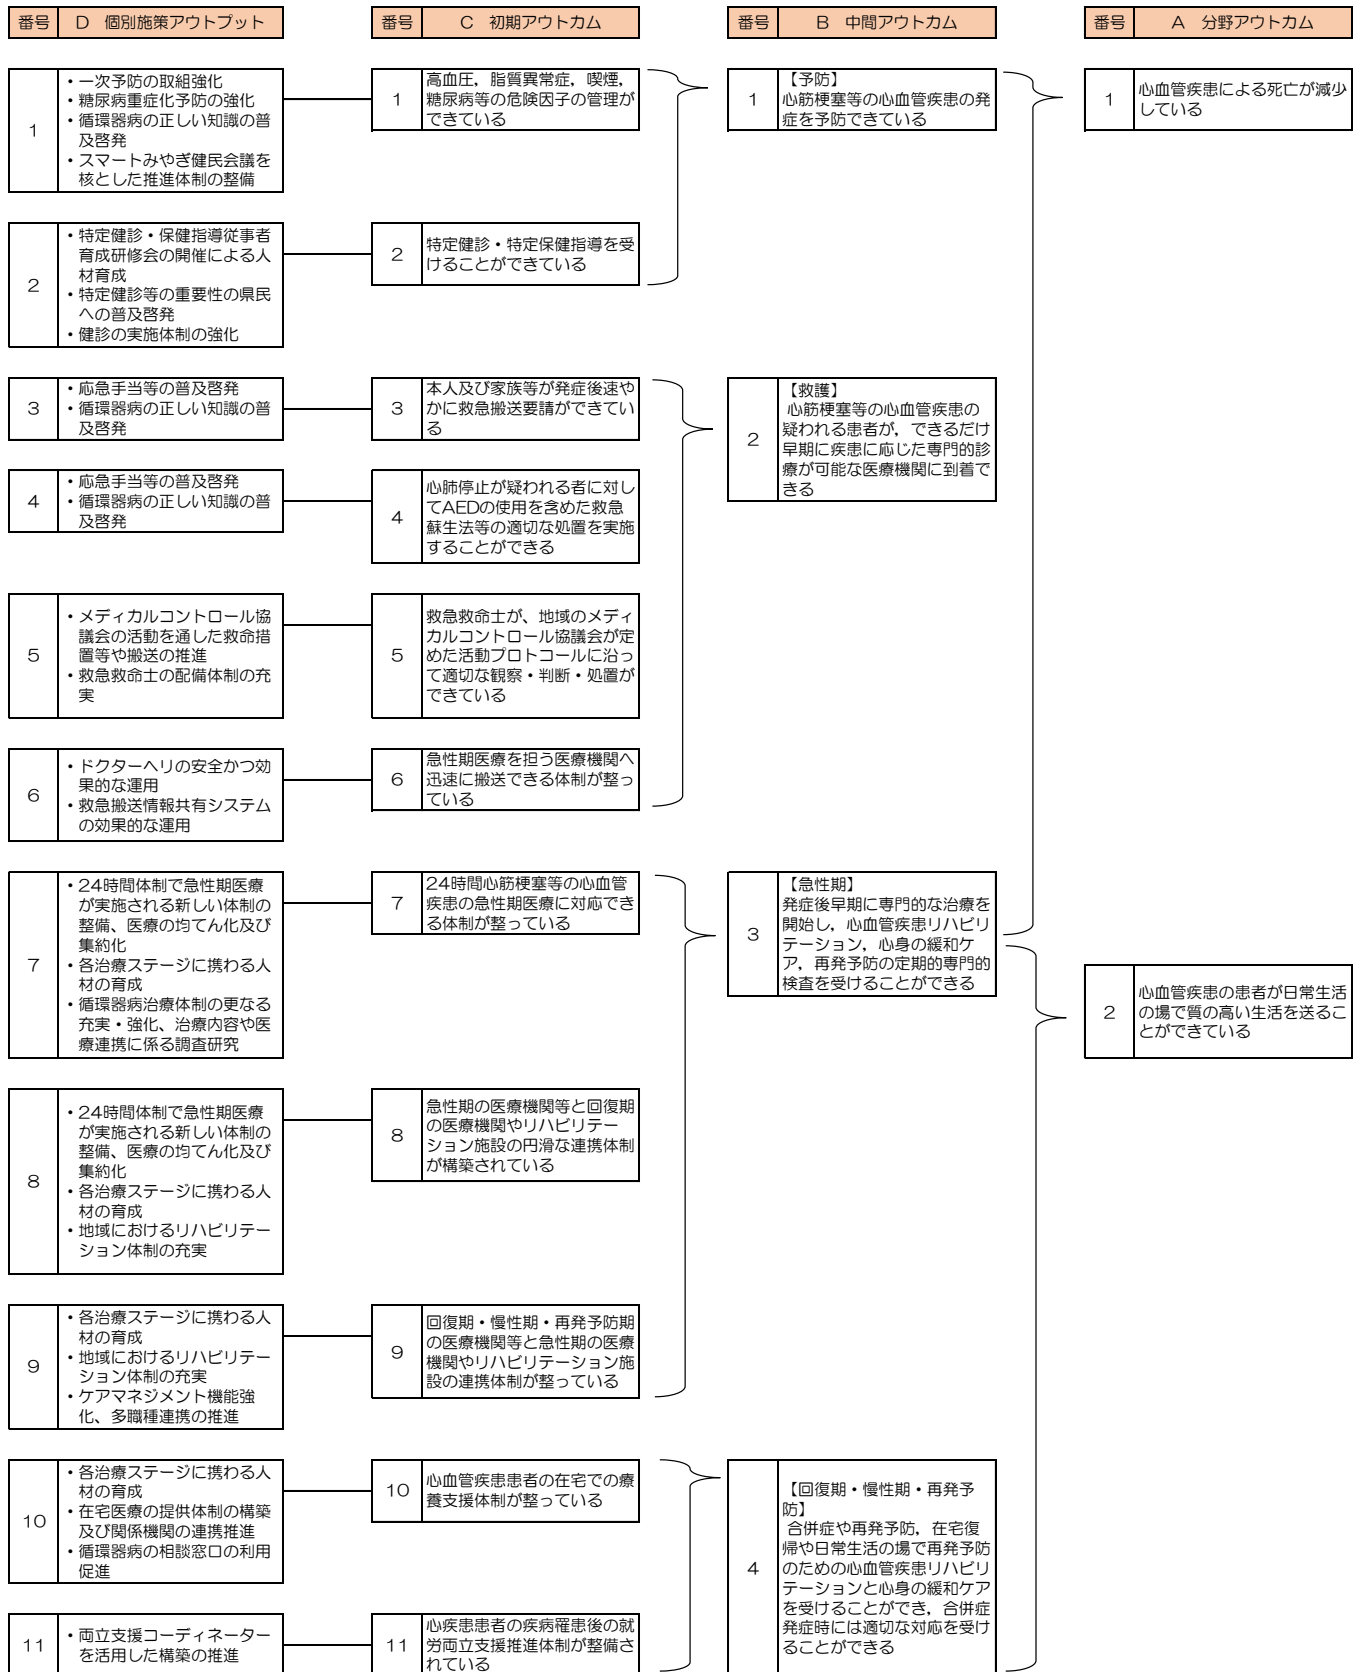 番号 D 個別施策アウトプット 番号 C 初期アウトカム 番号 B 中間アウトカム 番号 A 分野アウトカム
1
・一次予防の取組強化
・糖尿病重症化予防の強化
・循環器病の正しい知識の普
及啓発
・スマートみやぎ健民会議を
核とした推進体制の整備
1
高血圧，脂質異常症，喫煙，
糖尿病等の危険因子の管理が
できている
1
【予防】
心筋梗塞等の心血管疾患の発
症を予防できている
1
心血管疾患による死亡が減少
している
2
・特定健診・保健指導従事者
育成研修会の開催による人
材育成
・特定健診等の重要性の県民
への普及啓発
・健診の実施体制の強化
2
特定健診・特定保健指導を受
けることができている
3
・応急手当等の普及啓発
・循環器病の正しい知識の普
及啓発
3
本人及び家族等が発症後速や
かに救急搬送要請ができてい
る
2
【救護】
心筋梗塞等の心血管疾患の
疑われる患者が，できるだけ
早期に疾患に応じた専門的診
療が可能な医療機関に到着で
きる
4
・応急手当等の普及啓発
・循環器病の正しい知識の普
及啓発
4
心肺停止が疑われる者に対し
てAEDの使用を含めた救急
蘇生法等の適切な処置を実施
することができる
5
・メディカルコントロール協
議会の活動を通した救命措
置等や搬送の推進
・救急救命士の配備体制の充
実
5
救急救命士が、地域のメディ
カルコントロール協議会が定
めた活動プロトコールに沿っ
て適切な観察・判断・処置が
できている
6
・ドクターヘリの安全かつ効
果的な運用
・救急搬送情報共有システム
の効果的な運用
6
急性期医療を担う医療機関へ
迅速に搬送できる体制が整っ
ている
7
・24時間体制で急性期医療
が実施される新しい体制の
整備、医療の均てん化及び
集約化
・各治療ステージに携わる人
材の育成
・循環器病治療体制の更なる
充実・強化、治療内容や医
療連携に係る調査研究
7
24時間心筋梗塞等の心血管
疾患の急性期医療に対応でき
る体制が整っている
3
【急性期】
発症後早期に専門的な治療を
開始し，心血管疾患リハビリ
テーション，心身の緩和ケ
ア，再発予防の定期的専門的
検査を受けることができる
2
心血管疾患の患者が日常生活
の場で質の高い生活を送るこ
とができている
8
・24時間体制で急性期医療
が実施される新しい体制の
整備、医療の均てん化及び
集約化
・各治療ステージに携わる人
材の育成
・地域におけるリハビリテー
ション体制の充実
8
急性期の医療機関等と回復期
の医療機関やリハビリテー
ション施設の円滑な連携体制
が構築されている
9
・各治療ステージに携わる人
材の育成
・地域におけるリハビリテー
ション体制の充実
・ケアマネジメント機能強
化、多職種連携の推進
9
回復期・慢性期・再発予防期
の医療機関等と急性期の医療
機関やリハビリテーション施
設の連携体制が整っている
10
・各治療ステージに携わる人
材の育成
・在宅医療の提供体制の構築
及び関係機関の連携推進
・循環器病の相談窓口の利用
促進
10
心血管疾患患者の在宅での療
養支援体制が整っている
4
【回復期・慢性期・再発予
防】
合併症や再発予防，在宅復
帰や日常生活の場で再発予防
のための心血管疾患リハビリ
テーションと心身の緩和ケア
を受けることができ，合併症
発症時には適切な対応を受け
ることができる
11
・両立支援コーディネーター
を活用した構築の推進
11
心疾患患者の疾病罹患後の就
労両立支援推進体制が整備さ
れている